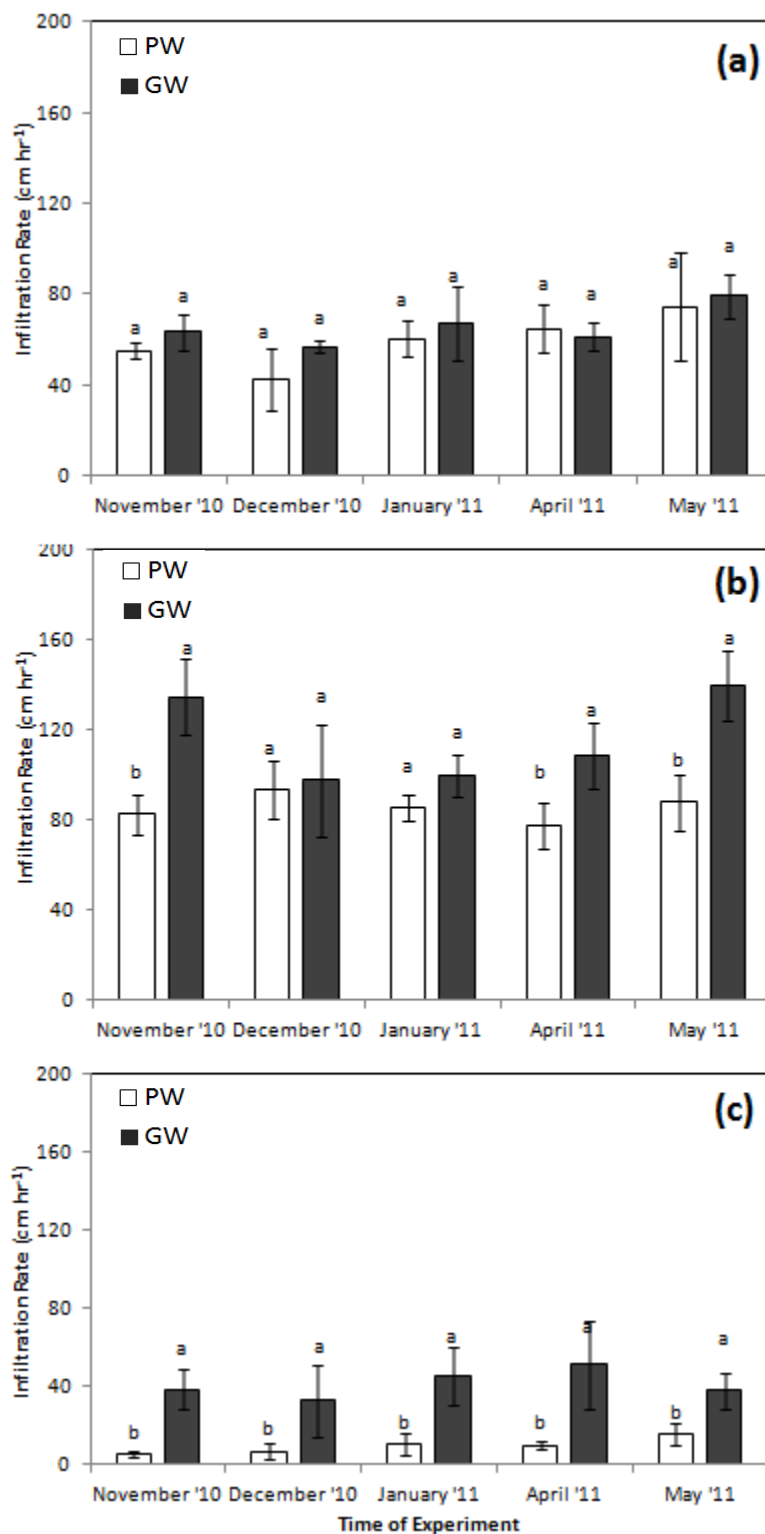 200
160
120
80
40
0
Infiltration Rate (cm hr⁻¹)
PW
GW
(a)
a a a a a a a a a a
November '10 December '10 January '11 April '11 May '11
200
160
120
80
40
0
Infiltration Rate (cm hr⁻¹)
PW
GW
(b)
b a a a a a b a b a
November '10 December '10 January '11 April '11 May '11
200
160
120
80
40
0
Infiltration Rate (cm hr⁻¹)
PW
GW
(c)
b a b a b a b a b a
November '10 December '10 January '11 April '11 May '11
Time of Experiment